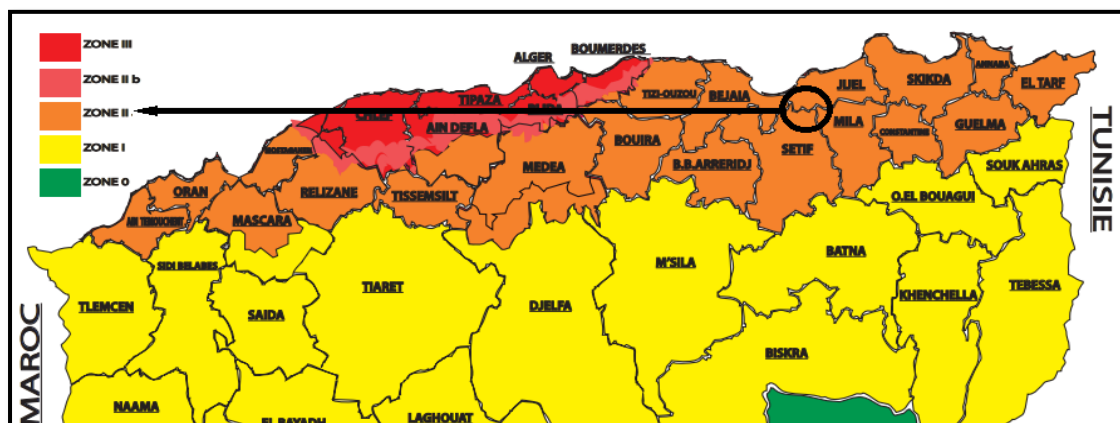 ZONE III
ZONE II b
ZONE II
ZONE I
ZONE 0
ALGER
BOUMERDES
TIPAZA
BLIDA
CHLEF
AIN DEFLA
TIZI-OUZOU
BEJAIA
JIJEL
SKIKDA
ANNABA
EL TARF
MILA
CONSTANTINE
GUELMA
BOUIRA
SETIF
B.B.ARRERIDJ
MEDEA
SOUK AHRAS
O.EL BOUAGUI
MOSTAGANEM
ORAN
RELIZANE
TISSEMSILT
AIN TEMOUCHENT
MASCARA
SIDI BELABES
TLEMCEN
SAIDA
TIARET
DJELFA
M'SILA
BATNA
KHENCHELLA
TEBESSA
BISKRA
NAAMA
EL BAYADH
LAGHOUAT
MAROC
TUNISIE